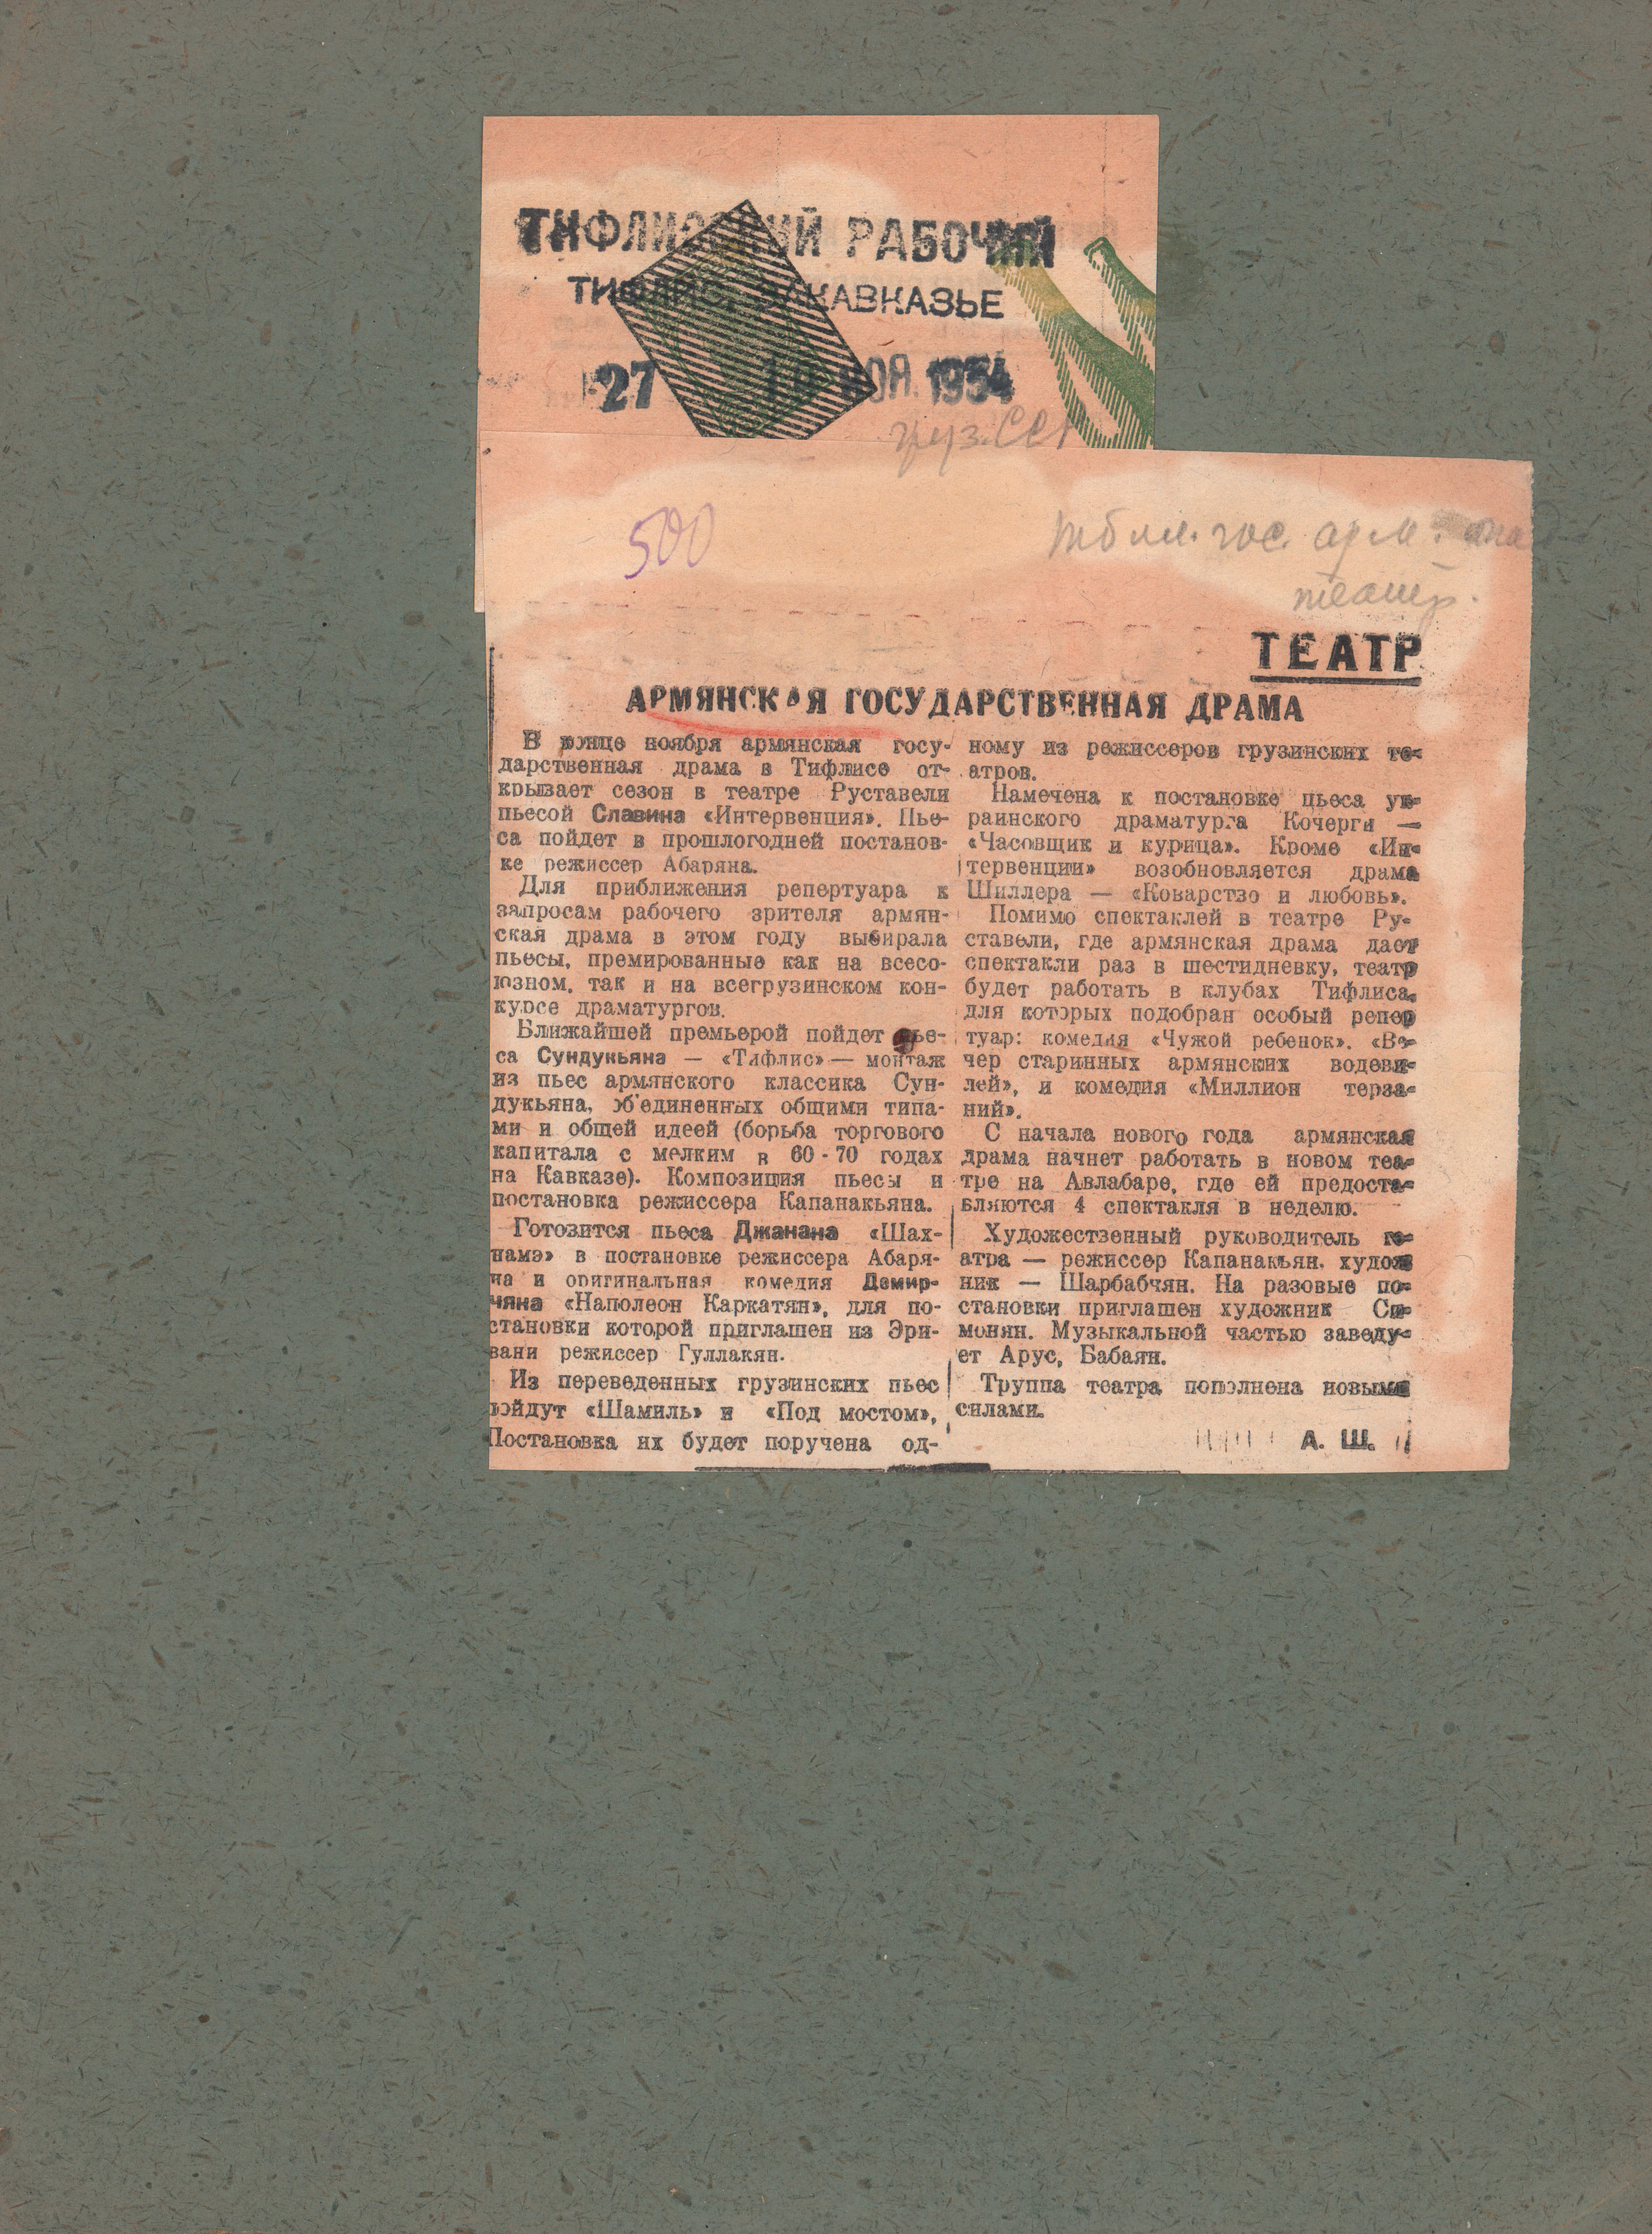 ТИФЛИССКИЙ РАБОЧИЙ
ТИФЛИС, ЗАКАВКАЗЬЕ
27 НОЯ. 1934
груз. ССР
500
тбил. гос. арм.
театр.
ТЕАТР
АРМЯНСКАЯ ГОСУДАРСТВЕННАЯ ДРАМА
В конце ноября армянская госу-
дарственная драма в Тифлисе от-
крывает сезон в театре Руставели
пьесой Славина «Интервенция». Пье-
са пойдет в прошлогодней постанов-
ке режиссер Абаряна.
Для приближения репертуара к
запросам рабочего зрителя армян-
ская драма в этом году выбирала
пьесы, премированные как на всесо-
юзном, так и на всегрузинском кон-
курсе драматургов.
Ближайшей премьерой пойдет пье-
са Сундукьяна — «Тифлис» — монтаж
из пьес армянского классика Сун-
дукьяна, об'единенных общими типа-
ми и общей идеей (борьба торгового
капитала с мелким в 60-70 годах
на Кавказе). Композиция пьесы и
постановка режиссера Капанакьяна.
Готовится пьеса Джанана «Шах-
намэ» в постановке режиссера Абаря-
на и оригинальная комедия Демир-
чяна «Наполеон Каркатян», для по-
становки которой приглашен из Эри-
вани режиссер Гуллакян.
Из переведенных грузинских пьес
пойдут «Шамиль» и «Под мостом»,
Постановка их будет поручена од-
ному из режиссеров грузинских те-
атров.
Намечена к постановке пьеса ук-
раинского драматурга Кочерги —
«Часовщик и курица». Кроме «Ин-
тервенции» возобновляется драма
Шиллера — «Коварство и любовь».
Помимо спектаклей в театре Ру-
ставели, где армянская драма дает
спектакли раз в шестидневку, театр
будет работать в клубах Тифлиса,
для которых подобран особый репер
туар: комедия «Чужой ребенок». «Ве-
чер старинных армянских водеви-
лей», и комедия «Миллион терза-
ний».
С начала нового года армянская
драма начнет работать в новом теа-
тре на Авлабаре, где ей предоста-
вляются 4 спектакля в неделю.
Художественный руководитель те-
атра — режиссер Капанакьян, худож
ник — Шарбабчян. На разовые по-
становки приглашен художник Си-
монян. Музыкальной частью заведу-
ет Арус, Бабаян.
Труппа театра пополнена новыми
силами.
А. Ш.